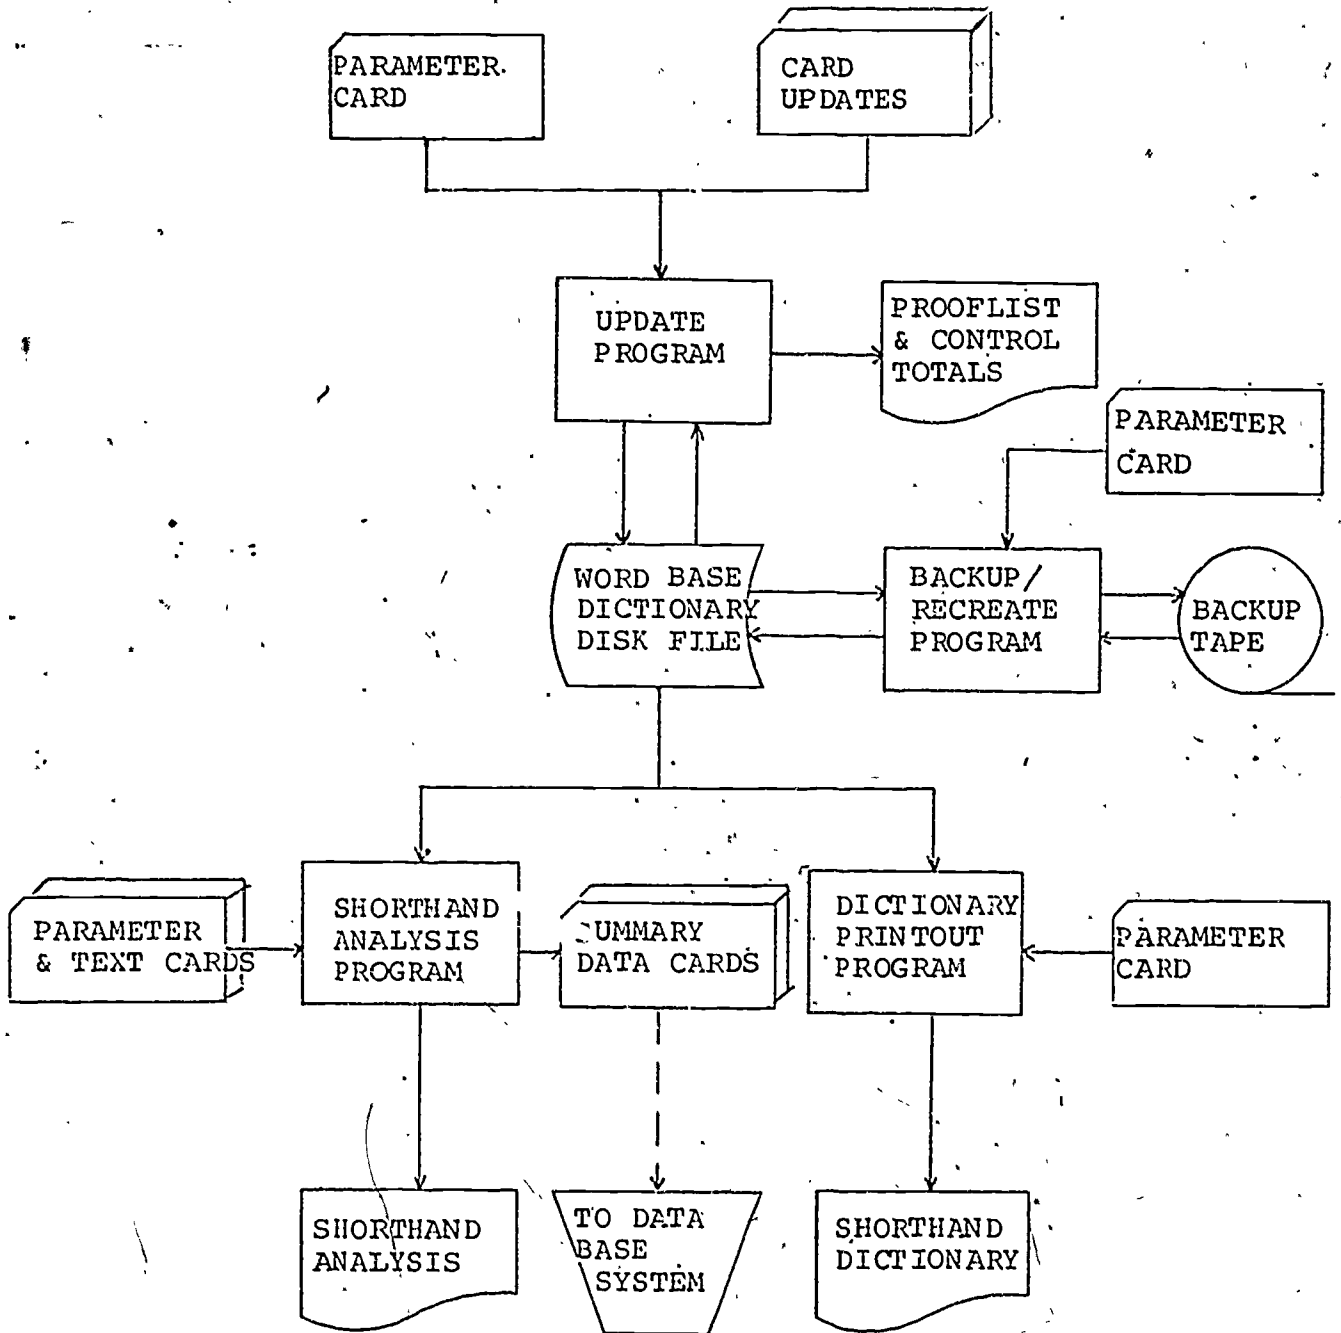 PARAMETER
CARD
CARD
UPDATES
UPDATE
PROGRAM
PROOFLIST
& CONTROL
TOTALS
PARAMETER
CARD
WORD BASE
DICTIONARY
DISK FILE
BACKUP/
RECREATE
PROGRAM
BACKUP
TAPE
PARAMETER
& TEXT CARDS
SHORTHAND
ANALYSIS
PROGRAM
SUMMARY
DATA CARDS
DICTIONARY
PRINTOUT
PROGRAM
PARAMETER
CARD
SHORTHAND
ANALYSIS
TO DATA
BASE
SYSTEM
SHORTHAND
DICTIONARY